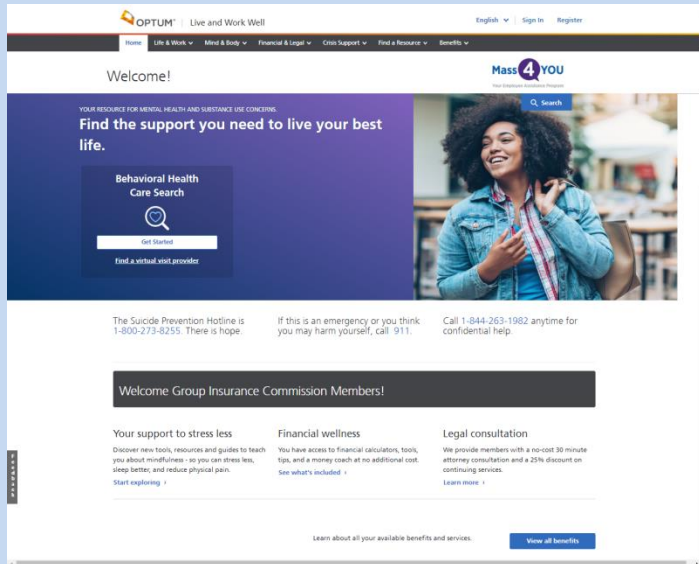 OPTUM™ | Live and Work Well
English Sign In Register
Home Life & Work Mind & Body Financial & Legal Crisis Support Find a Resource Benefits
Welcome!
Mass4YOU
Your Employee Assistance Program
Search
YOUR RESOURCE FOR MENTAL HEALTH AND SUBSTANCE USE CONCERNS.
Find the support you need to live your best
life.
Behavioral Health
Care Search
Get Started
Find a virtual visit provider
The Suicide Prevention Hotline is
1-800-273-8255. There is hope.
If this is an emergency or you think
you may harm yourself, call 911.
Call 1-844-263-1982 anytime for
confidential help.
Welcome Group Insurance Commission Members!
Your support to stress less
Discover new tools, resources and guides to teach
you about mindfulness - so you can stress less,
sleep better, and reduce physical pain.
Start exploring ›
Financial wellness
You have access to financial calculators, tools,
tips, and a money coach at no additional cost.
See what's included ›
Legal consultation
We provide members with a no-cost 30 minute
attorney consultation and a 25% discount on
continuing services.
Learn more ›
Feedback
Learn about all your available benefits and services.
View all benefits